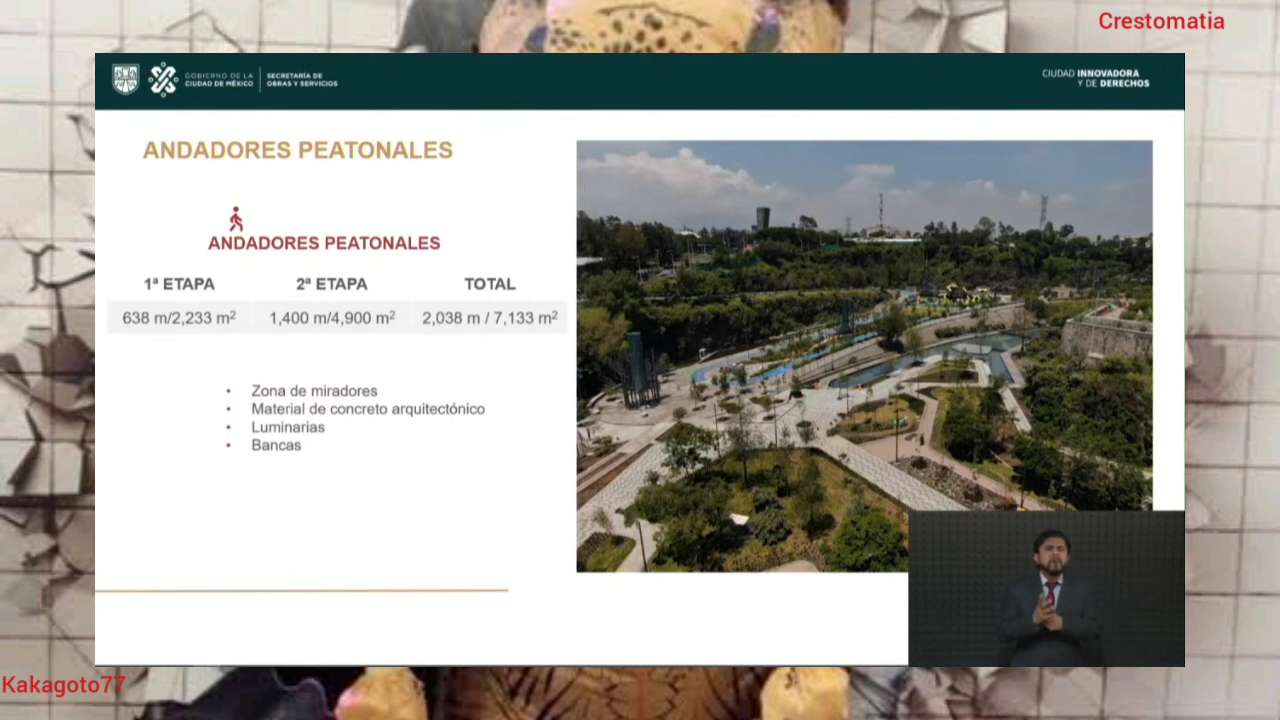 Crestomatia
GOBIERNO DE LA
CIUDAD DE MÉXICO
SECRETARÍA DE
OBRAS Y SERVICIOS
CIUDAD INNOVADORA
Y DE DERECHOS
ANDADORES PEATONALES
ANDADORES PEATONALES
1ª ETAPA 2ª ETAPA TOTAL
638 m/2,233 m² 1,400 m/4,900 m² 2,038 m / 7,133 m²
• Zona de miradores
• Material de concreto arquitectónico
• Luminarias
• Bancas
Kakagoto77